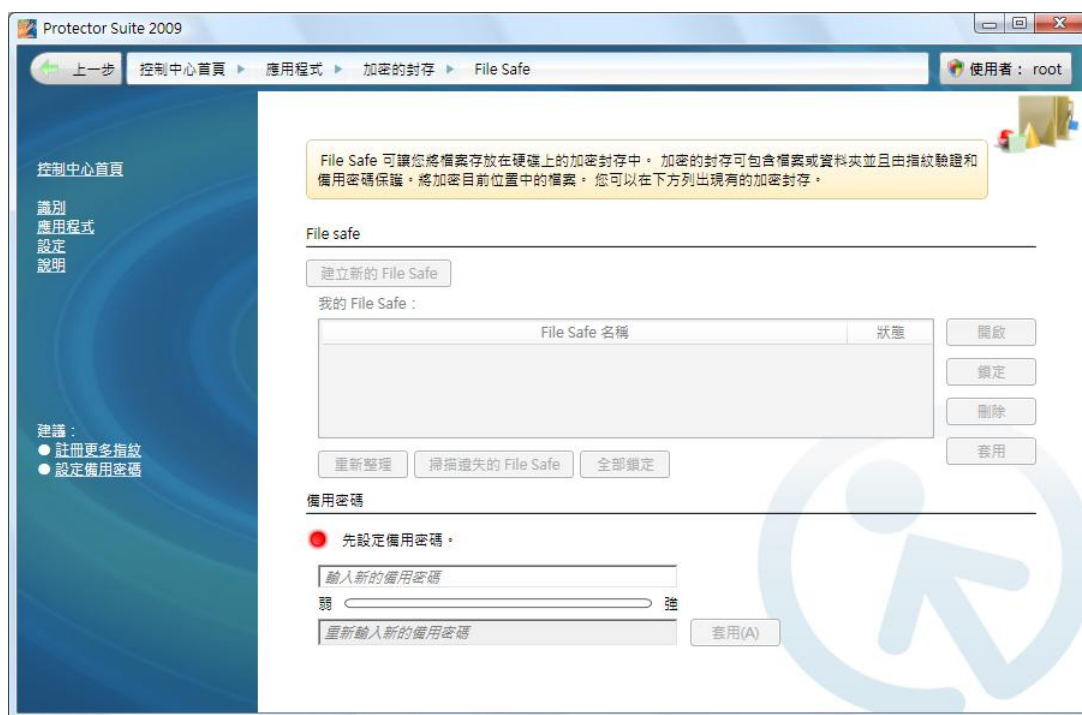 Protector Suite 2009
上一步 控制中心首頁 應用程式 加密的封存 File Safe 使用者： root
控制中心首頁
識別
應用程式
設定
說明
建議：
註冊更多指紋
設定備用密碼
File Safe 可讓您將檔案存放在硬碟上的加密封存中。 加密的封存可包含檔案或資料夾並且由指紋驗證和
備用密碼保護。將加密目前位置中的檔案。 您可以在下方列出現有的加密封存。
File safe
建立新的 File Safe
我的 File Safe：
File Safe 名稱 狀態
開啟
鎖定
刪除
套用
重新整理 掃描遺失的 File Safe 全部鎖定
備用密碼
先設定備用密碼。
輸入新的備用密碼
弱 強
重新輸入新的備用密碼 套用(A)